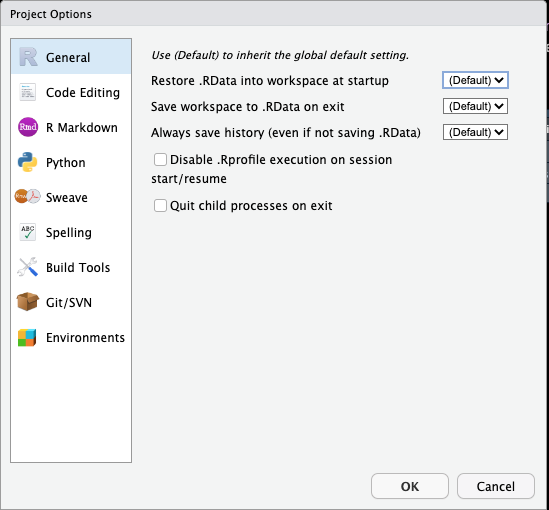 Project Options
General
Code Editing
R Markdown
Python
Sweave
Spelling
Build Tools
Git/SVN
Environments
Use (Default) to inherit the global default setting.
Restore .RData into workspace at startup (Default)
Save workspace to .RData on exit (Default)
Always save history (even if not saving .RData) (Default)
Disable .Rprofile execution on session
start/resume
Quit child processes on exit
OK Cancel